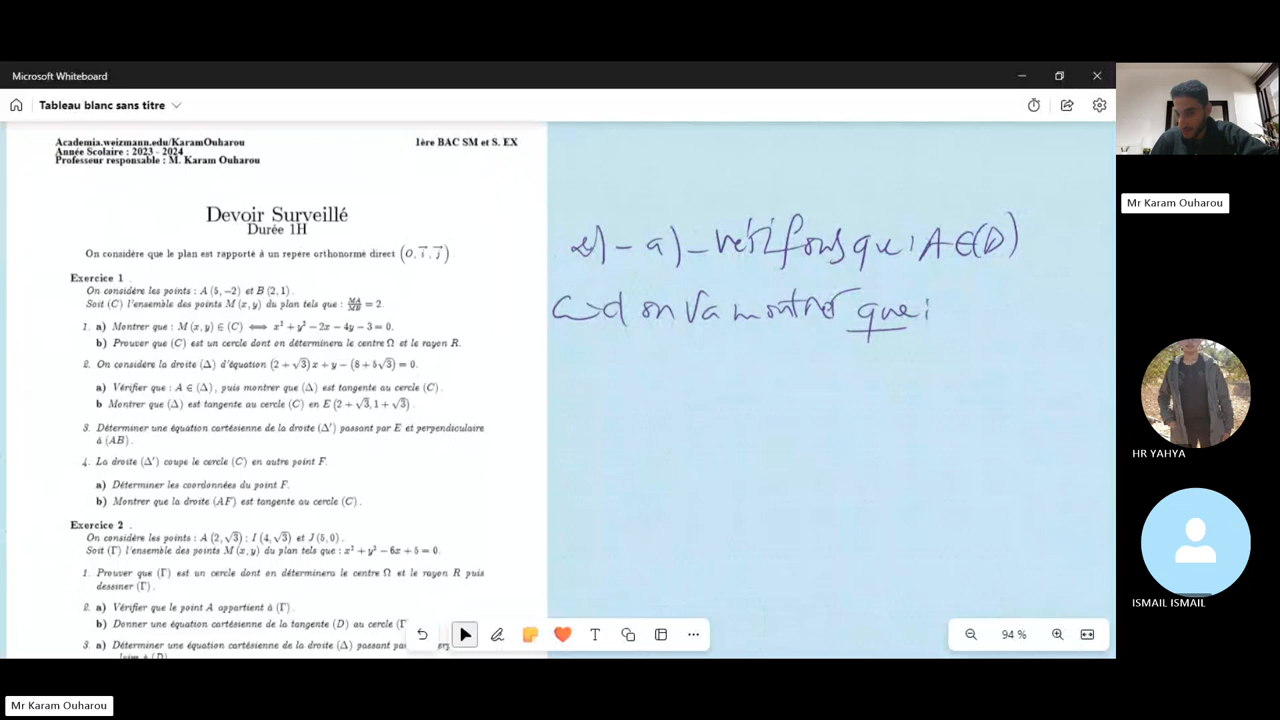 Microsoft Whiteboard
Tableau blanc sans titre
Academia.weizmann.edu/KaramOuharou
1ère BAC SM et S. EX
Année Scolaire : 2023 - 2024
Professeur responsable : M. Karam Ouharou
Devoir Surveillé
Durée 1H
On considère que le plan est rapporté à un repère orthonormé direct (O, i⃗, j⃗)
Exercice 1 .
On considère les points : A (5, −2) et B (2, 1).
Soit (C) l'ensemble des points M (x, y) du plan tels que : MA/MB = 2.
1. a) Montrer que : M (x, y) ∈ (C) ⟺ x² + y² − 2x − 4y − 3 = 0.
b) Prouver que (C) est un cercle dont on déterminera le centre Ω et le rayon R.
2. On considère la droite (Δ) d'équation (2 + √3) x + y − (8 + 5√3) = 0.
a) Vérifier que : A ∈ (Δ), puis montrer que (Δ) est tangente au cercle (C).
b Montrer que (Δ) est tangente au cercle (C) en E (2 + √3, 1 + √3).
3. Déterminer une équation cartésienne de la droite (Δ′) passant par E et perpendiculaire
à (AB).
4. La droite (Δ′) coupe le cercle (C) en autre point F.
a) Déterminer les coordonnées du point F.
b) Montrer que la droite (AF) est tangente au cercle (C).
Exercice 2 .
On considère les points : A (2, √3) ; I (4, √3) et J (5, 0).
Soit (Γ) l'ensemble des points M (x, y) du plan tels que : x² + y² − 6x + 5 = 0.
1. Prouver que (Γ) est un cercle dont on déterminera le centre Ω et le rayon R puis
dessiner (Γ).
2. a) Vérifier que le point A appartient à (Γ).
b) Donner une équation cartésienne de la tangente (D) au cercle (Γ
3. a) Déterminer une équation cartésienne de la droite (Δ) passant pa
2) - a) - vérifions que : A ∈ (D)
C-à-d on va montrer que :
94 %
Mr Karam Ouharou
HR YAHYA
ISMAIL ISMAIL
Mr Karam Ouharou